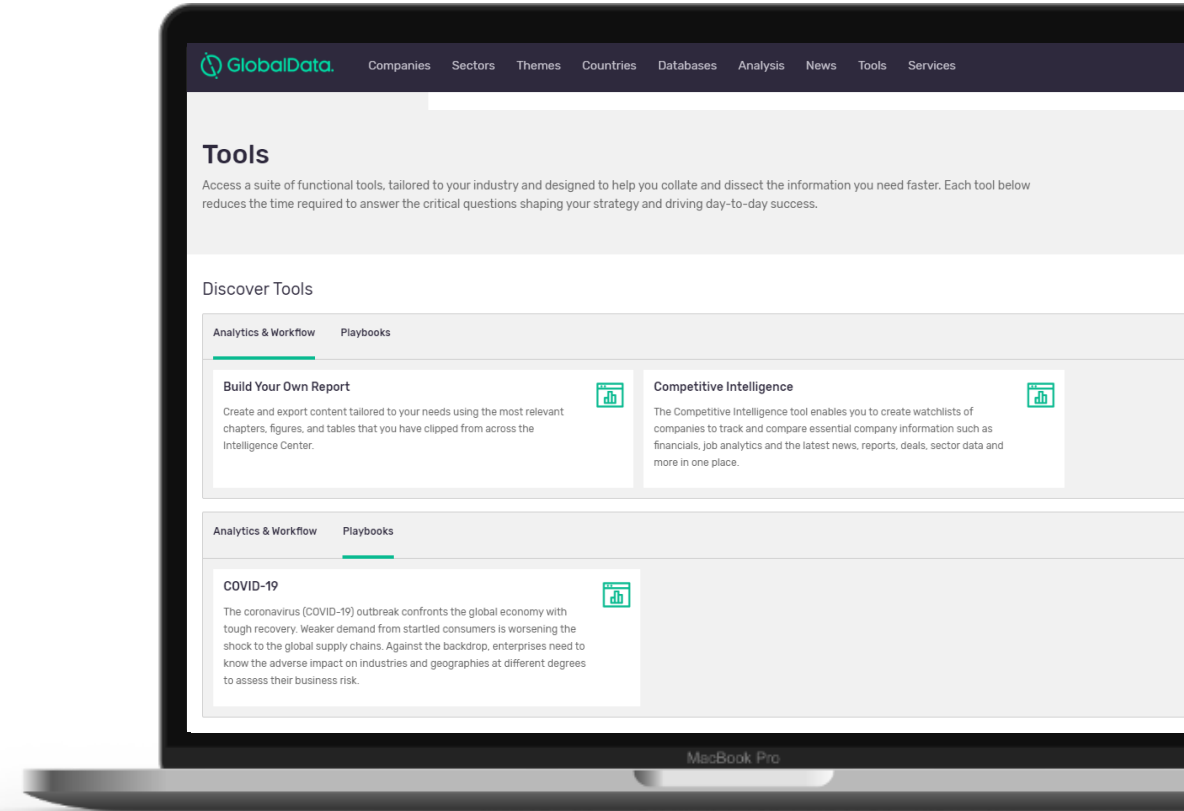 GlobalData. Companies Sectors Themes Countries Databases Analysis News Tools Services
Tools
Access a suite of functional tools, tailored to your industry and designed to help you collate and dissect the information you need faster. Each tool below
reduces the time required to answer the critical questions shaping your strategy and driving day-to-day success.
Discover Tools
Analytics & Workflow Playbooks
Build Your Own Report
Create and export content tailored to your needs using the most relevant
chapters, figures, and tables that you have clipped from across the
Intelligence Center.
Competitive Intelligence
The Competitive Intelligence tool enables you to create watchlists of
companies to track and compare essential company information such as
financials, job analytics and the latest news, reports, deals, sector data and
more in one place.
Analytics & Workflow Playbooks
COVID-19
The coronavirus (COVID-19) outbreak confronts the global economy with
tough recovery. Weaker demand from startled consumers is worsening the
shock to the global supply chains. Against the backdrop, enterprises need to
know the adverse impact on industries and geographies at different degrees
to assess their business risk.
MacBook Pro